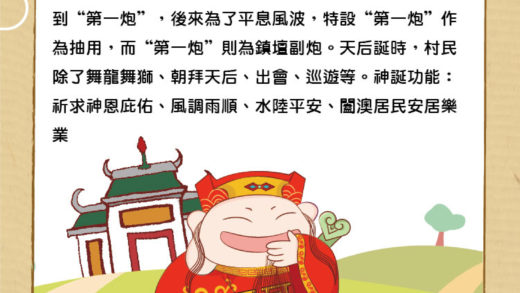 到“第一炮”，後來為了平息風波，特設“第一炮”作
為抽用，而“第一炮”則為鎮壇副炮。天后誕時，村民
除了舞龍舞獅、朝拜天后、出會、巡遊等。神誕功能：
祈求神恩庇佑、風調雨順、水陸平安、闔澳居民安居樂
業